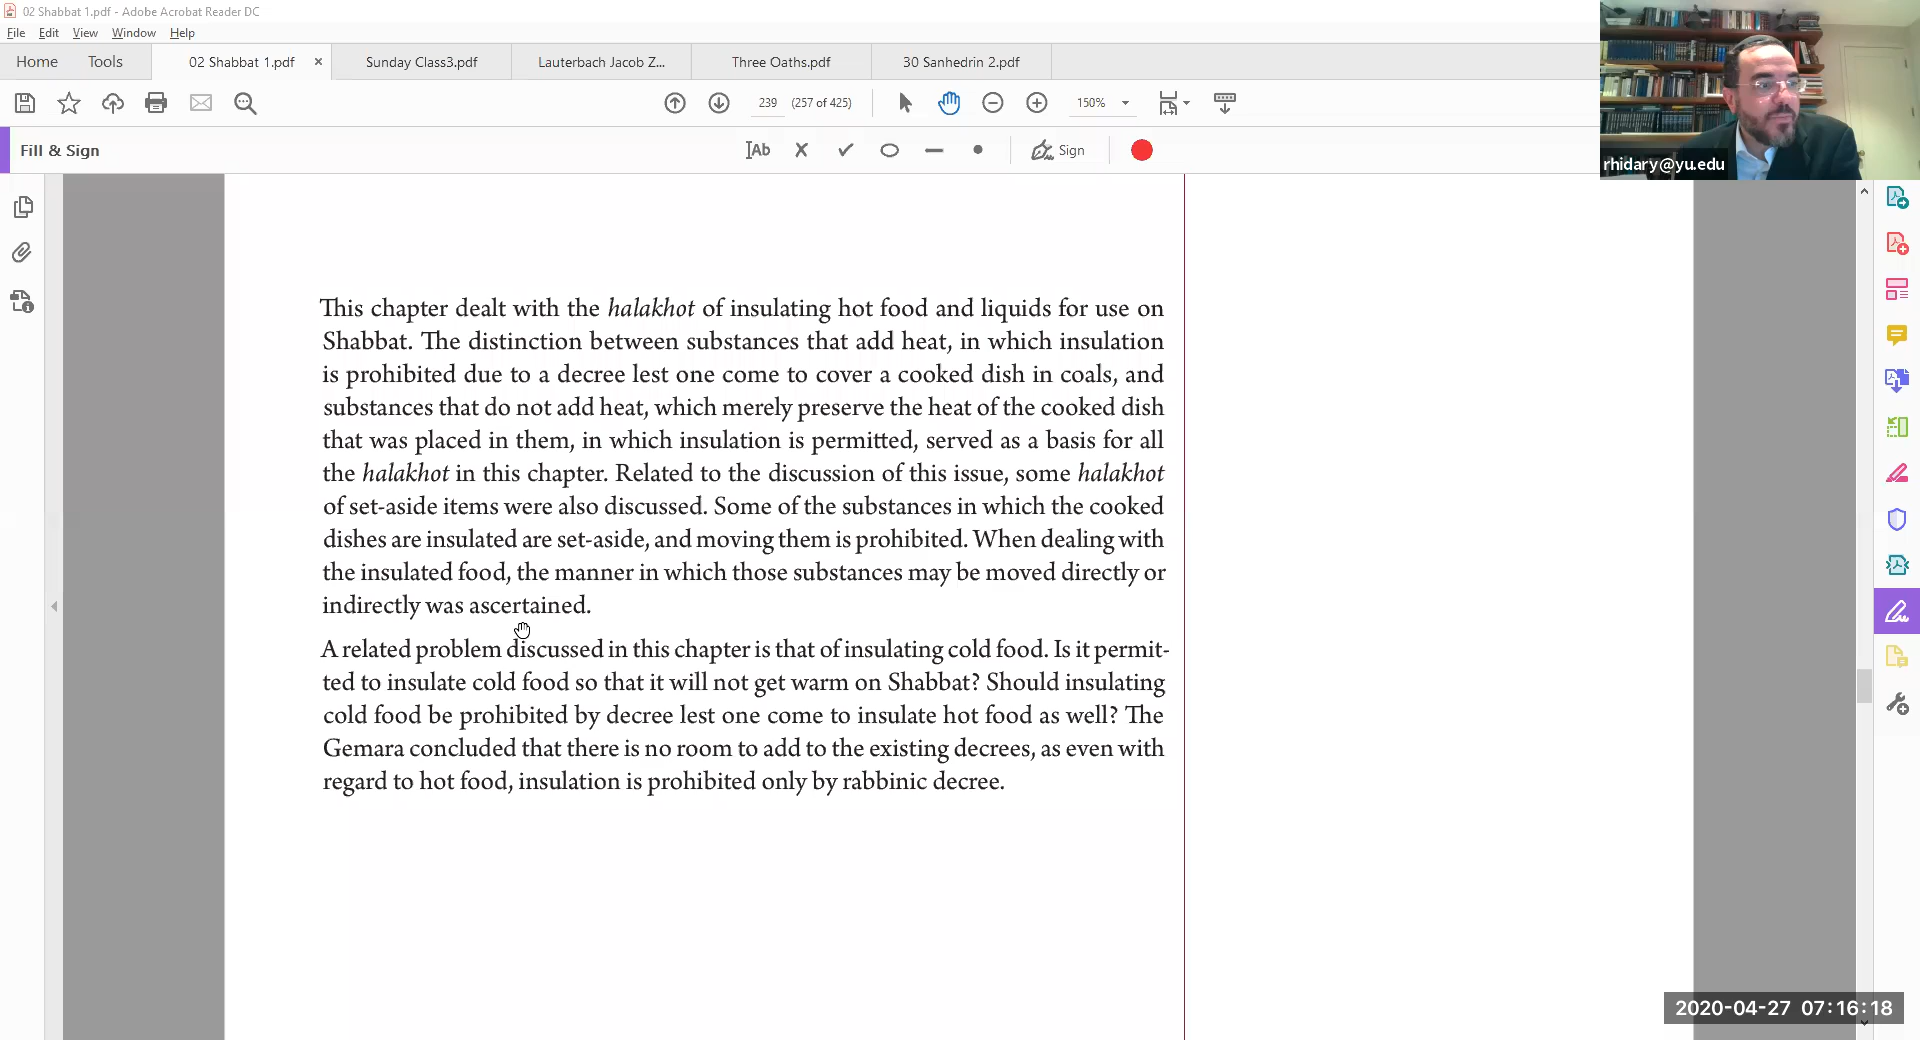 02 Shabbat 1.pdf - Adobe Acrobat Reader DC
File Edit View Window Help
Home Tools 02 Shabbat 1.pdf × Sunday Class3.pdf Lauterbach Jacob Z... Three Oaths.pdf 30 Sanhedrin 2.pdf
239 (257 of 425) 150%
Fill & Sign
Ab Sign
rhidary@yu.edu
This chapter dealt with the halakhot of insulating hot food and liquids for use on
Shabbat. The distinction between substances that add heat, in which insulation
is prohibited due to a decree lest one come to cover a cooked dish in coals, and
substances that do not add heat, which merely preserve the heat of the cooked dish
that was placed in them, in which insulation is permitted, served as a basis for all
the halakhot in this chapter. Related to the discussion of this issue, some halakhot
of set-aside items were also discussed. Some of the substances in which the cooked
dishes are insulated are set-aside, and moving them is prohibited. When dealing with
the insulated food, the manner in which those substances may be moved directly or
indirectly was ascertained.
A related problem discussed in this chapter is that of insulating cold food. Is it permit-
ted to insulate cold food so that it will not get warm on Shabbat? Should insulating
cold food be prohibited by decree lest one come to insulate hot food as well? The
Gemara concluded that there is no room to add to the existing decrees, as even with
regard to hot food, insulation is prohibited only by rabbinic decree.
2020-04-27 07:16:18